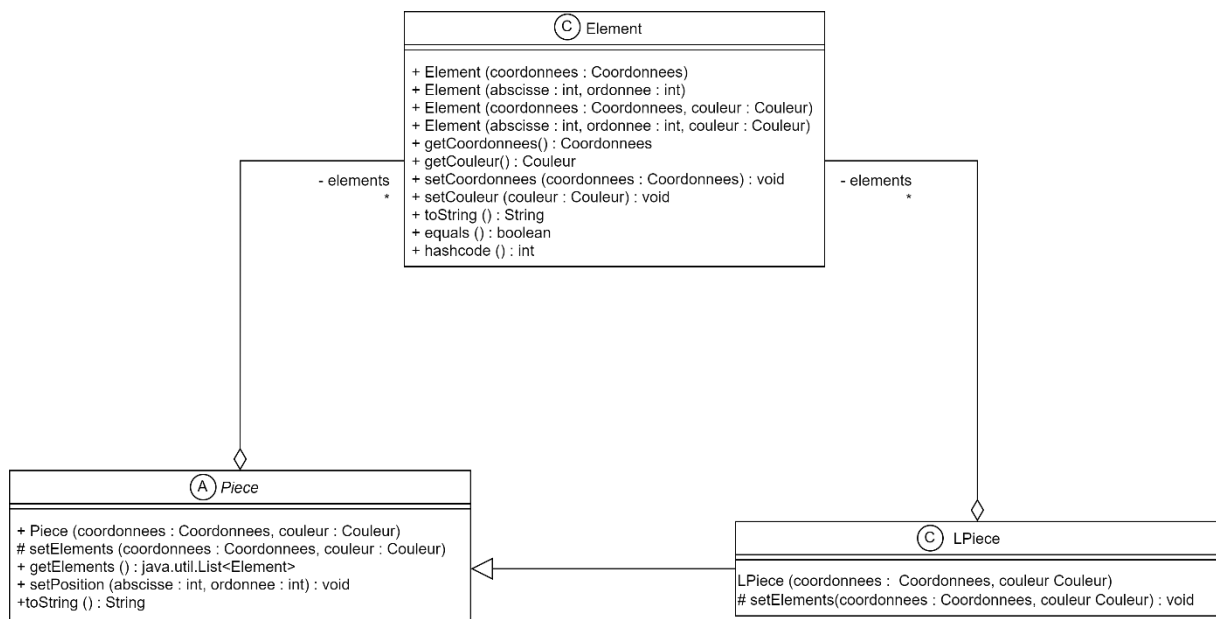 C Element
+ Element (coordonnees : Coordonnees)
+ Element (abscisse : int, ordonnee : int)
+ Element (coordonnees : Coordonnees, couleur : Couleur)
+ Element (abscisse : int, ordonnee : int, couleur : Couleur)
+ getCoordonnees() : Coordonnees
+ getCouleur() : Couleur
+ setCoordonnees (coordonnees : Coordonnees) : void
+ setCouleur (couleur : Couleur) : void
+ toString () : String
+ equals () : boolean
+ hashcode () : int
- elements
*
- elements
*
A Piece
+ Piece (coordonnees : Coordonnees, couleur : Couleur)
# setElements (coordonnees : Coordonnees, couleur : Couleur)
+ getElements () : java.util.List<Element>
+ setPosition (abscisse : int, ordonnee : int) : void
+toString () : String
C LPiece
LPiece (coordonnees : Coordonnees, couleur Couleur)
# setElements(coordonnees : Coordonnees, couleur Couleur) : void